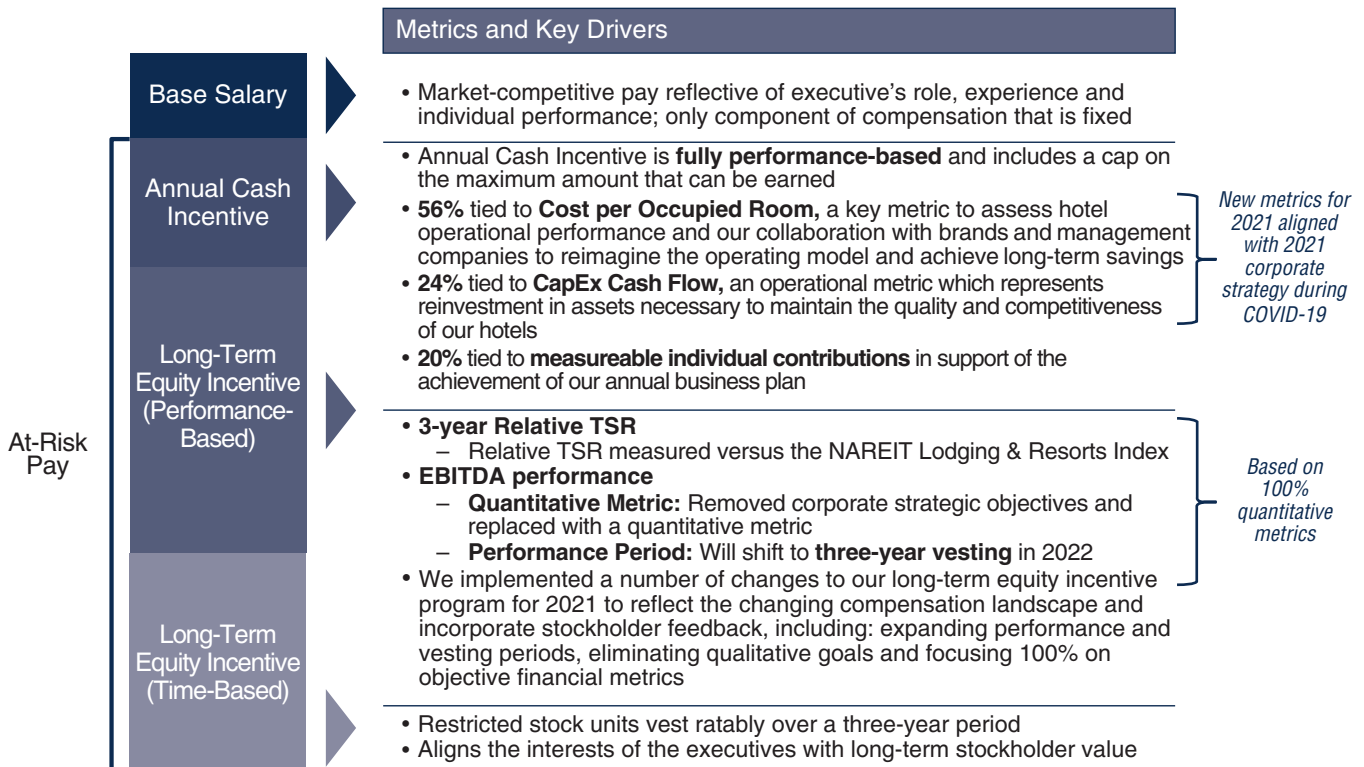 Metrics and Key Drivers
Base Salary
• Market-competitive pay reflective of executive's role, experience and
individual performance; only component of compensation that is fixed
At-Risk
Pay
Annual Cash
Incentive
• Annual Cash Incentive is fully performance-based and includes a cap on
the maximum amount that can be earned
• 56% tied to Cost per Occupied Room, a key metric to assess hotel
operational performance and our collaboration with brands and management
companies to reimagine the operating model and achieve long-term savings
• 24% tied to CapEx Cash Flow, an operational metric which represents
reinvestment in assets necessary to maintain the quality and competitiveness
of our hotels
• 20% tied to measureable individual contributions in support of the
achievement of our annual business plan
New metrics for
2021 aligned
with 2021
corporate
strategy during
COVID-19
Long-Term
Equity Incentive
(Performance-
Based)
• 3-year Relative TSR
– Relative TSR measured versus the NAREIT Lodging & Resorts Index
• EBITDA performance
– Quantitative Metric: Removed corporate strategic objectives and
replaced with a quantitative metric
– Performance Period: Will shift to three-year vesting in 2022
• We implemented a number of changes to our long-term equity incentive
program for 2021 to reflect the changing compensation landscape and
incorporate stockholder feedback, including: expanding performance and
vesting periods, eliminating qualitative goals and focusing 100% on
objective financial metrics
Based on
100%
quantitative
metrics
Long-Term
Equity Incentive
(Time-Based)
• Restricted stock units vest ratably over a three-year period
• Aligns the interests of the executives with long-term stockholder value